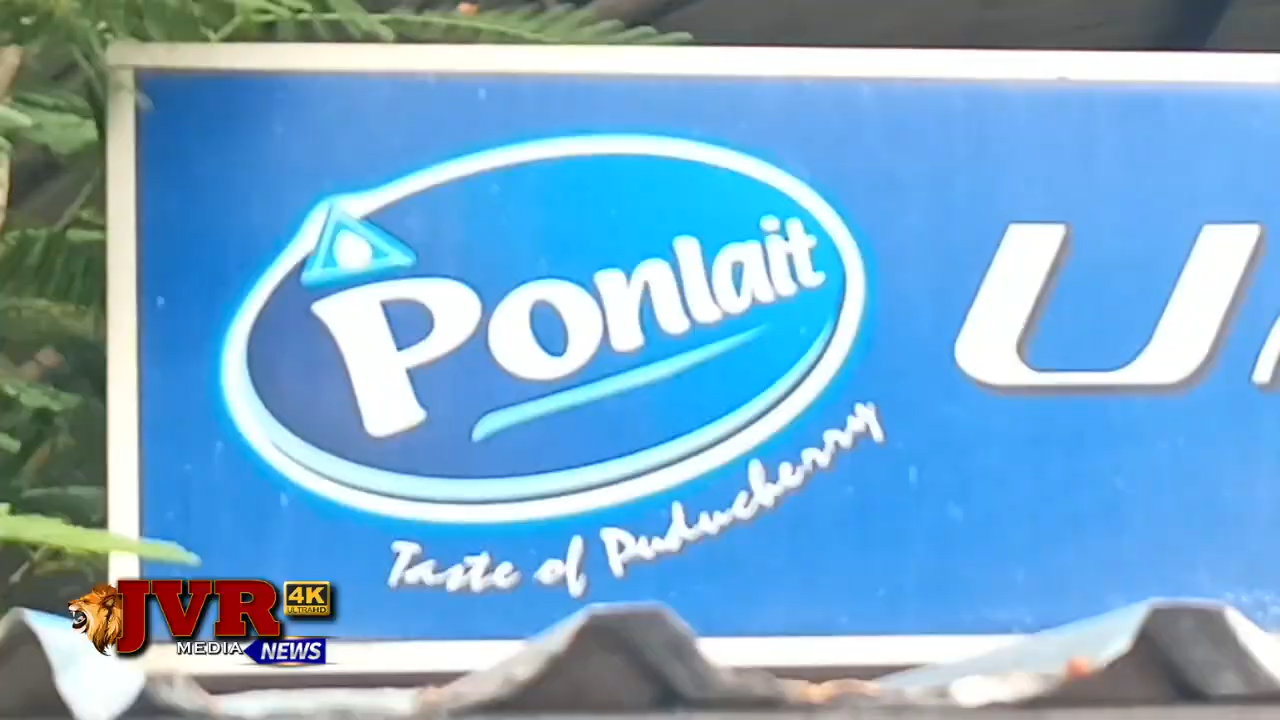 Ponlait
U
Taste of Puducherry
JVR
4K
ULTRAHD
MEDIA
NEWS